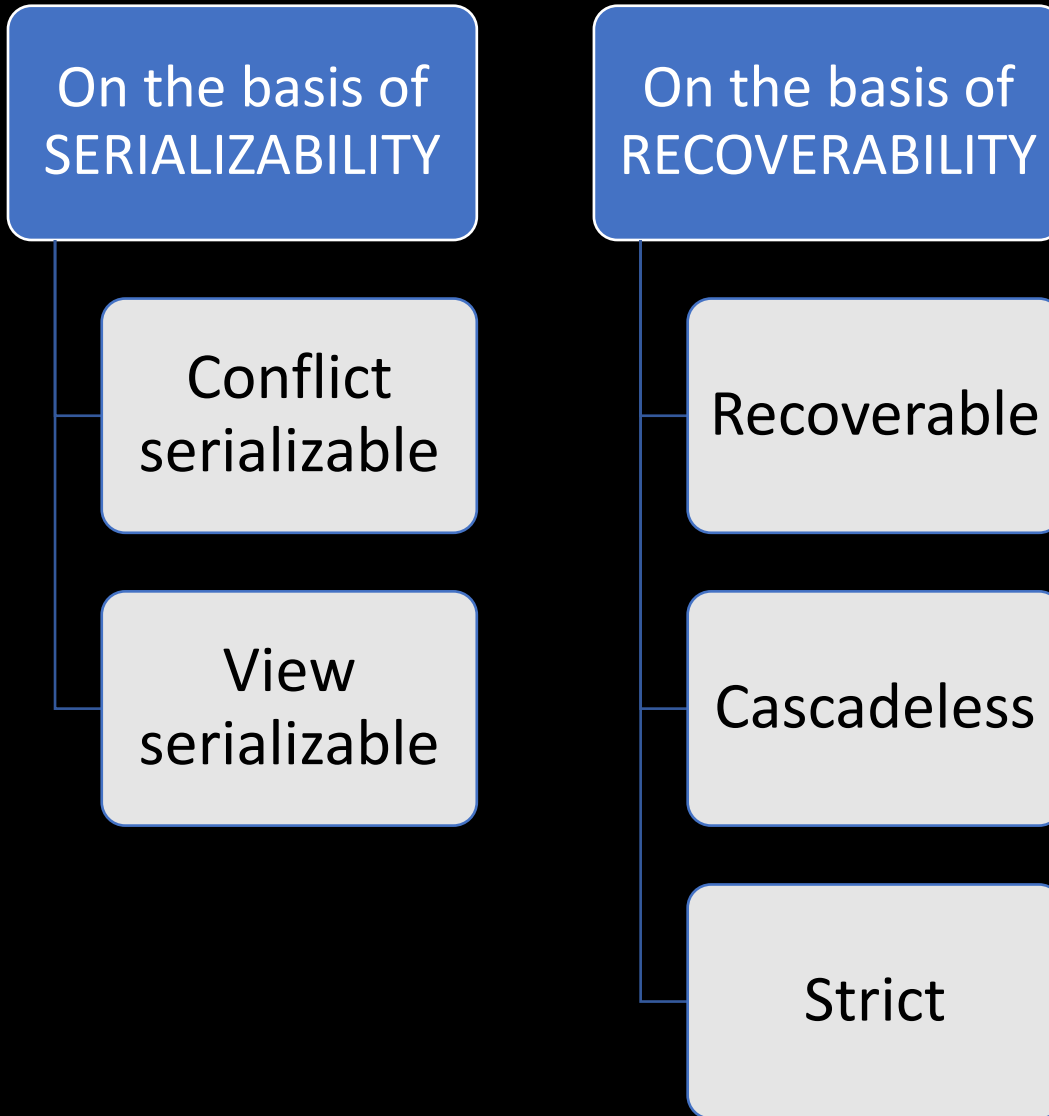 On the basis of
SERIALIZABILITY
Conflict
serializable
View
serializable
On the basis of
RECOVERABILITY
Recoverable
Cascadeless
Strict